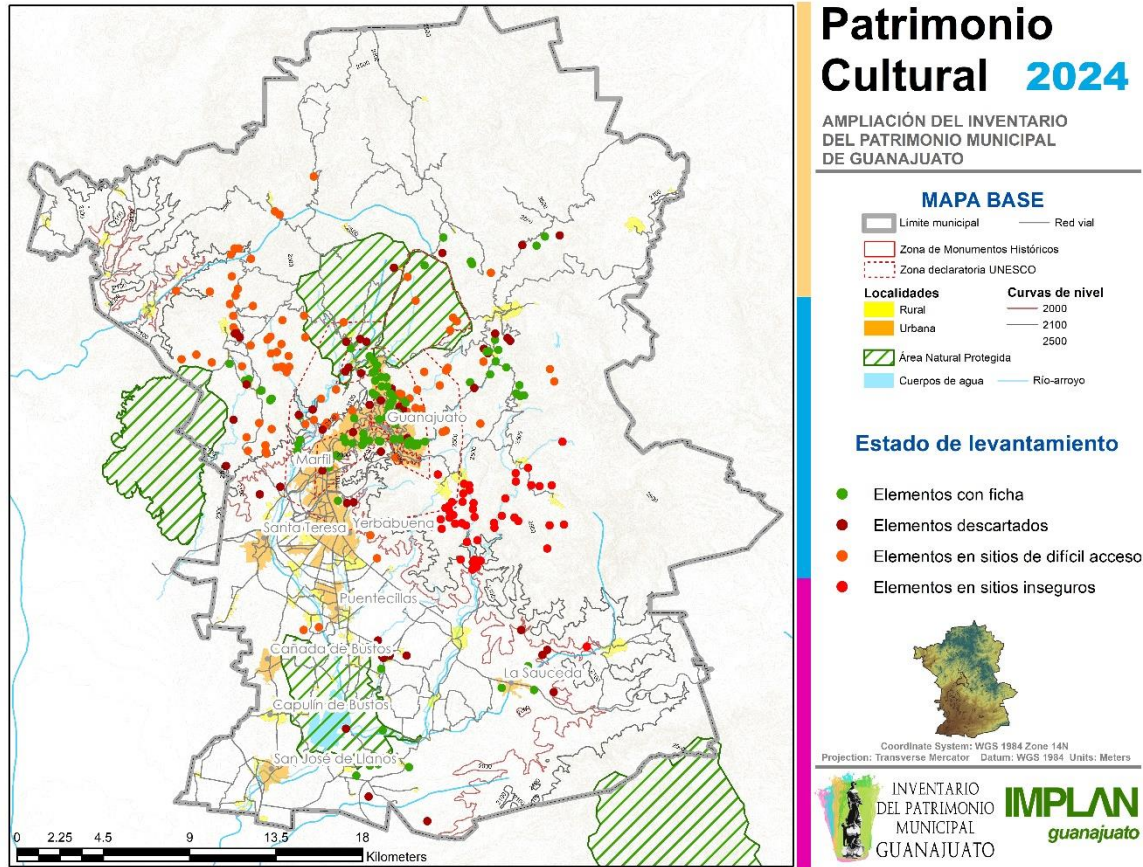 Patrimonio
Cultural 2024
AMPLIACIÓN DEL INVENTARIO
DEL PATRIMONIO MUNICIPAL
DE GUANAJUATO
MAPA BASE
Limite municipal
Red vial
Zona de Monumentos Históricos
Zona declaratoria UNESCO
Localidades
Curvas de nivel
Rural
2000
Urbana
2100
2500
Área Natural Protegida
Cuerpos de agua
Río-arroyo
Estado de levantamiento
Elementos con ficha
Elementos descartados
Elementos en sitios de difícil acceso
Elementos en sitios inseguros
Coordinate System: WGS 1984 Zone 14N
Projection: Transverse Mercator Datum: WGS 1984 Units: Meters
INVENTARIO
DEL PATRIMONIO
MUNICIPAL
GUANAJUATO
IMPLAN
guanajuato
Guanajuato
Marfil
Santa Teresa
Yerbabuena
Puentecillas
Cañada de Bustos
La Sauceda
Capulín de Bustos
San José de Llanos
0 2.25 4.5 9 13.5 18
Kilometers